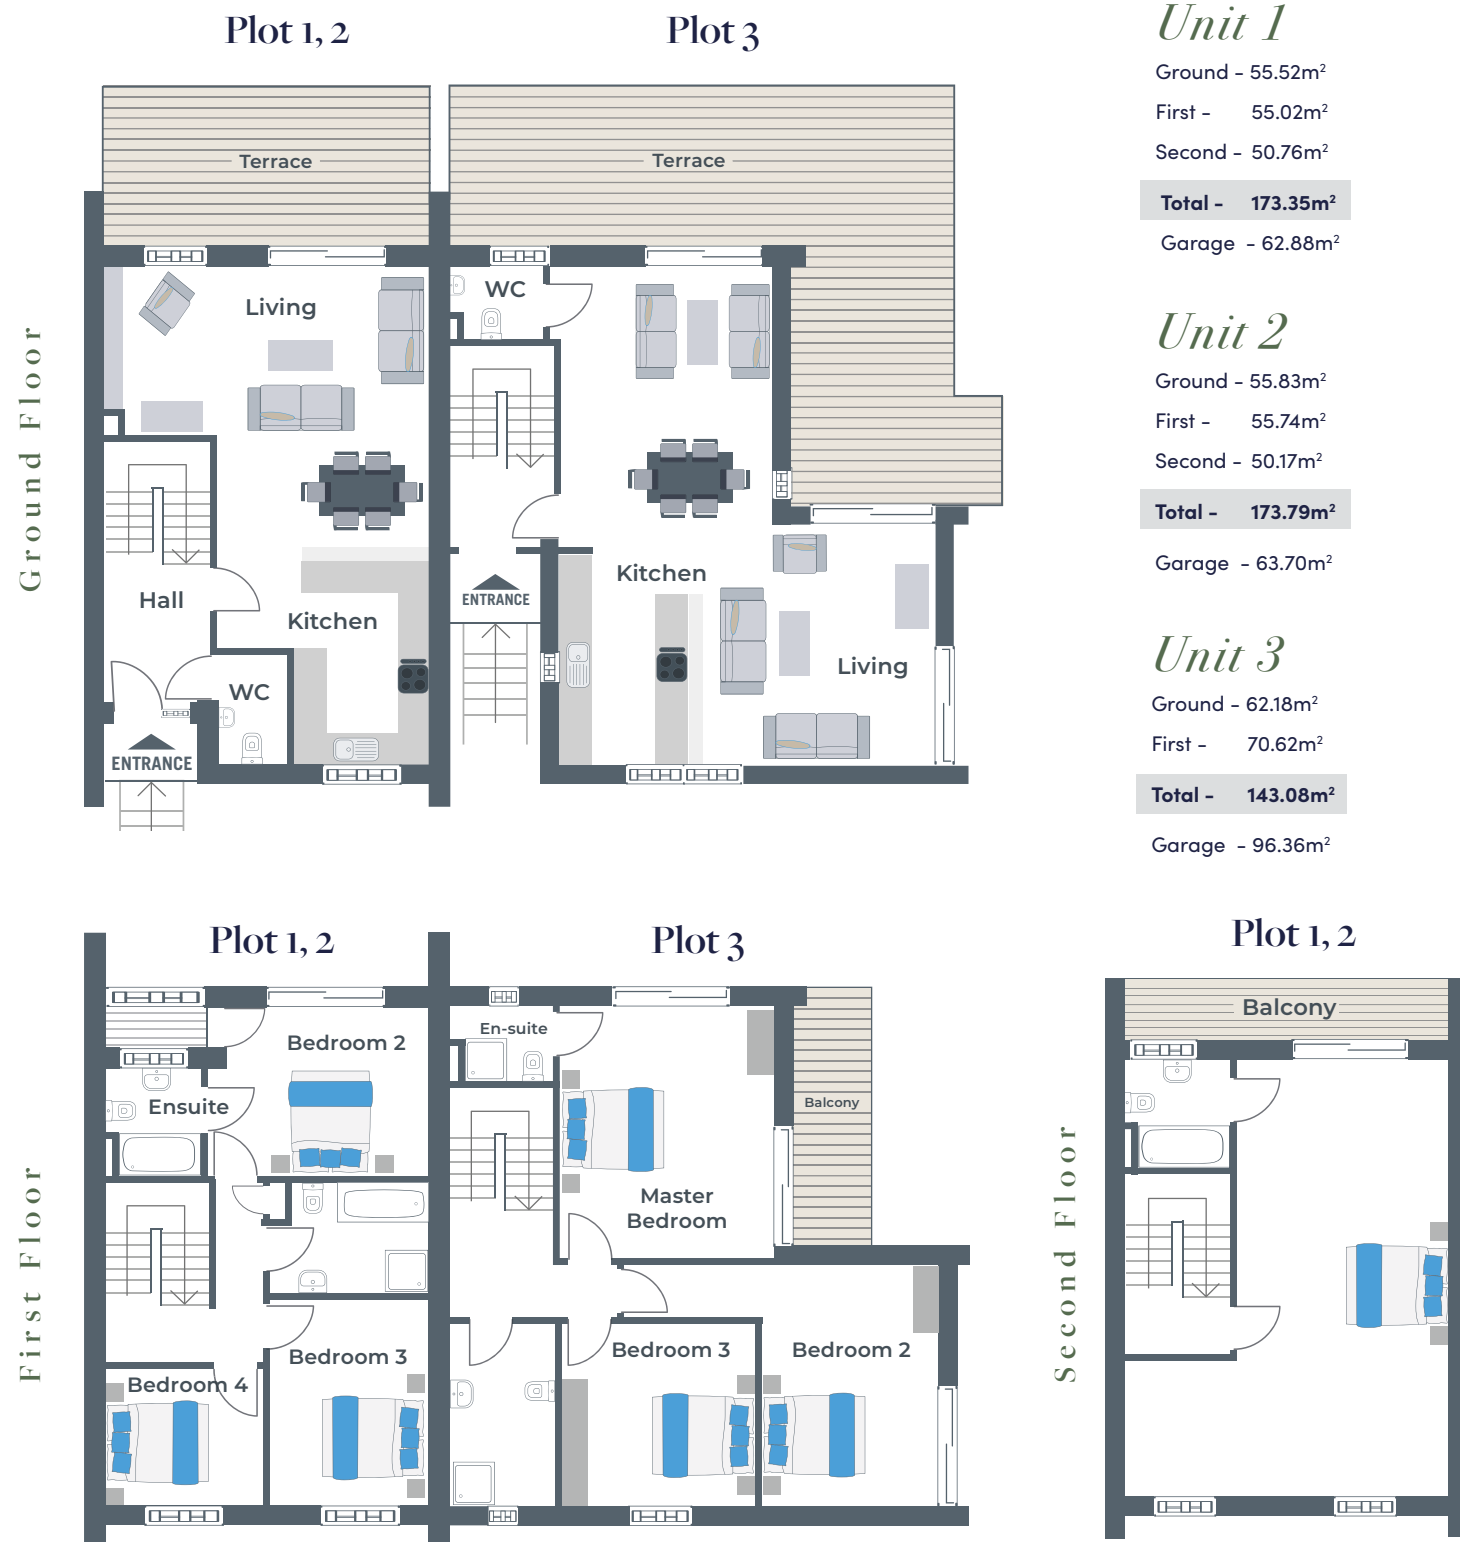 Plot 1, 2
Plot 3
Ground Floor
Terrace
Terrace
Living
WC
Hall
Kitchen
WC
ENTRANCE
ENTRANCE
Kitchen
Living
Unit 1
Ground - 55.52m²
First - 55.02m²
Second - 50.76m²
Total - 173.35m²
Garage - 62.88m²
Unit 2
Ground - 55.83m²
First - 55.74m²
Second - 50.17m²
Total - 173.79m²
Garage - 63.70m²
Unit 3
Ground - 62.18m²
First - 70.62m²
Total - 143.08m²
Garage - 96.36m²
Plot 1, 2
Plot 3
First Floor
Bedroom 2
Ensuite
Bedroom 3
Bedroom 4
En-suite
Balcony
Master
Bedroom
Bedroom 3
Bedroom 2
Plot 1, 2
Second Floor
Balcony